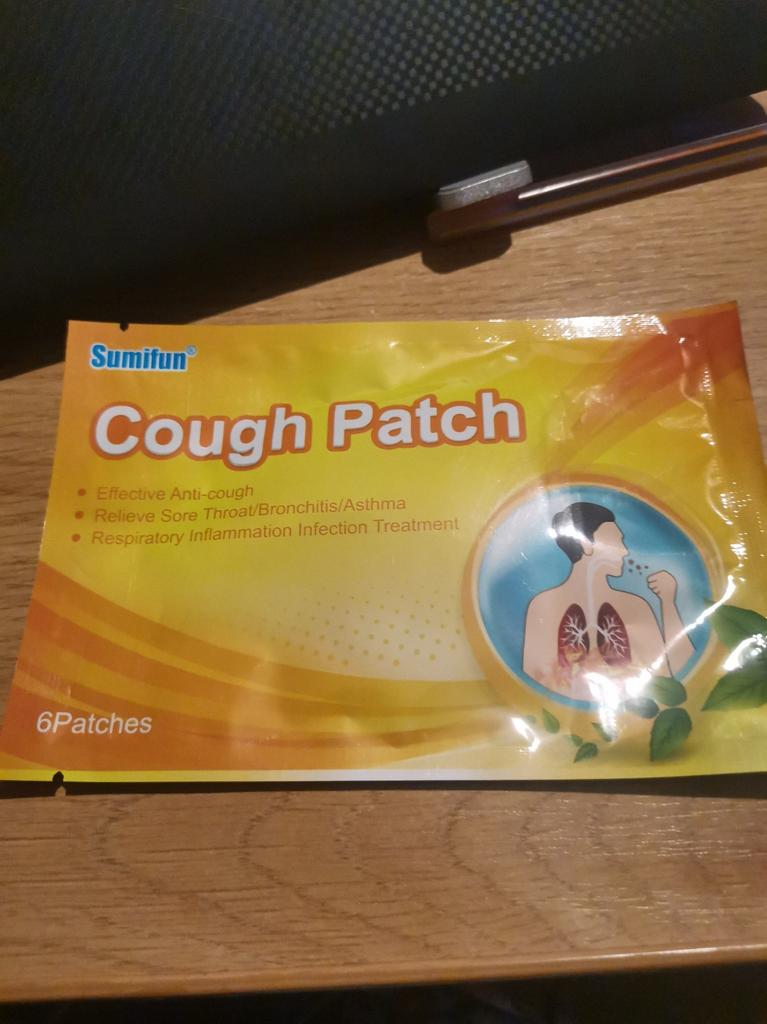 Sumifun®
Cough Patch
• Effective Anti-cough
• Relieve Sore Throat/Bronchitis/Asthma
• Respiratory Inflammation Infection Treatment
6Patches